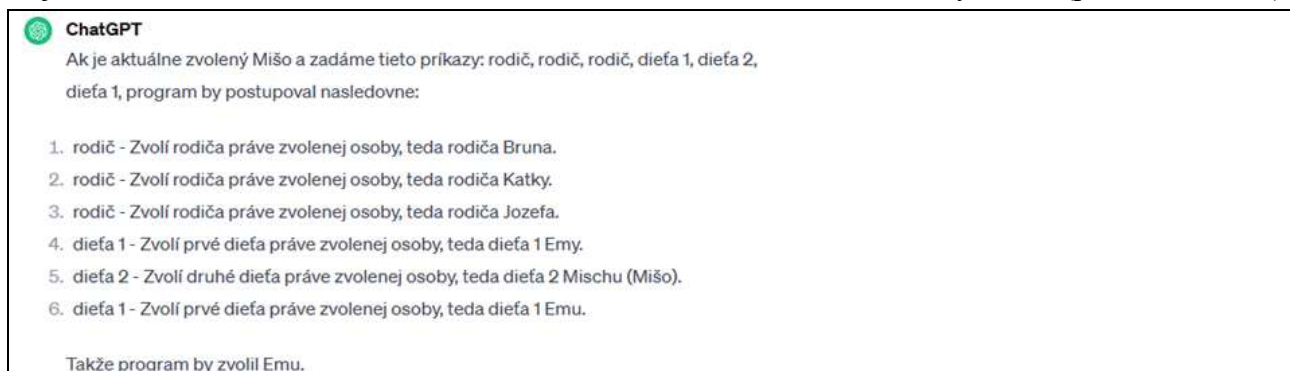 ChatGPT
Ak je aktuálne zvolený Mišo a zadáme tieto príkazy: rodič, rodič, rodič, dieťa 1, dieťa 2,
dieťa 1, program by postupoval nasledovne:
1. rodič - Zvolí rodiča práve zvolenej osoby, teda rodiča Bruna.
2. rodič - Zvolí rodiča práve zvolenej osoby, teda rodiča Katky.
3. rodič - Zvolí rodiča práve zvolenej osoby, teda rodiča Jozefa.
4. dieťa 1 - Zvolí prvé dieťa práve zvolenej osoby, teda dieťa 1 Emy.
5. dieťa 2 - Zvolí druhé dieťa práve zvolenej osoby, teda dieťa 2 Mischu (Mišo).
6. dieťa 1 - Zvolí prvé dieťa práve zvolenej osoby, teda dieťa 1 Emu.
Takže program by zvolil Emu.